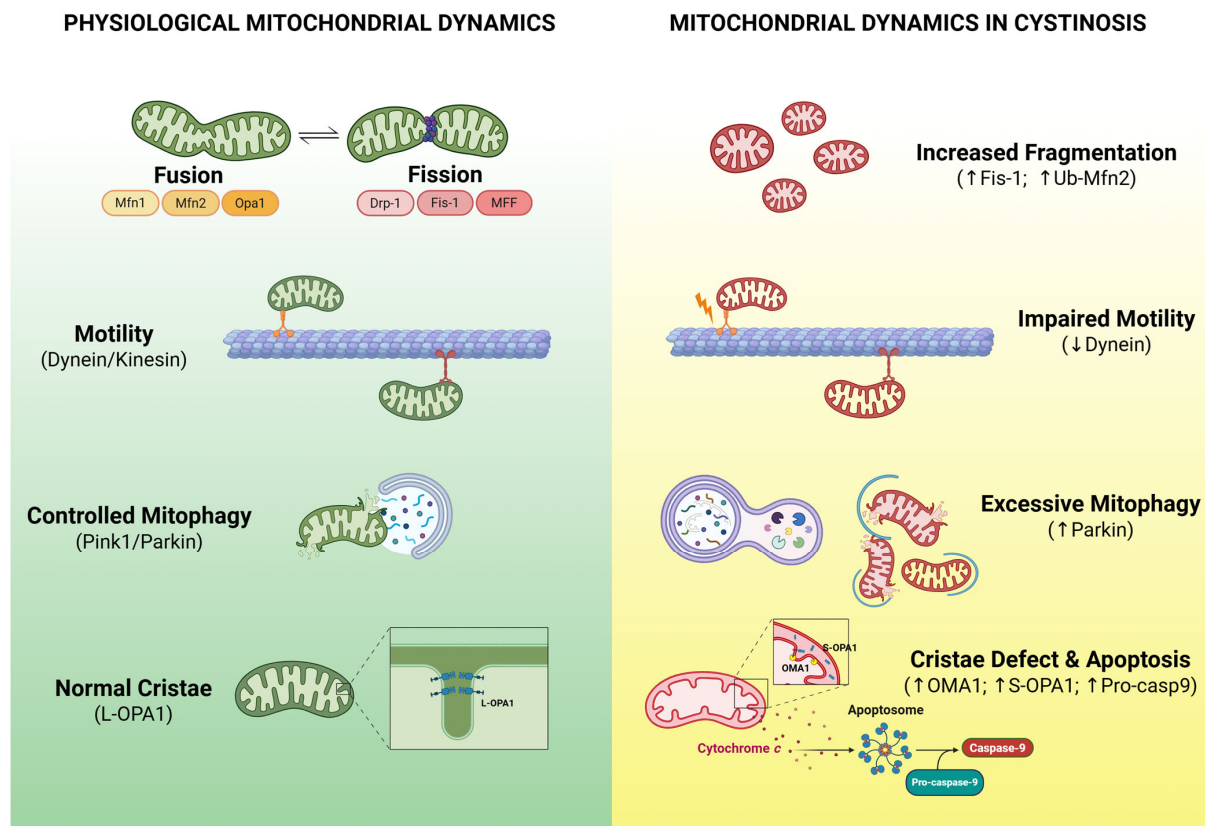 PHYSIOLOGICAL MITOCHONDRIAL DYNAMICS
Fusion
Mfn1
Mfn2
Opa1
Fission
Drp-1
Fis-1
MFF
Motility
(Dynein/Kinesin)
Controlled Mitophagy
(Pink1/Parkin)
Normal Cristae
(L-OPA1)
L-OPA1
MITOCHONDRIAL DYNAMICS IN CYSTINOSIS
Increased Fragmentation
(↑Fis-1; ↑Ub-Mfn2)
Impaired Motility
(↓Dynein)
Excessive Mitophagy
(↑Parkin)
S-OPA1
OMA1
Cristae Defect & Apoptosis
(↑OMA1; ↑S-OPA1; ↑Pro-casp9)
Apoptosome
Cytochrome c
Caspase-9
Pro-caspase-9